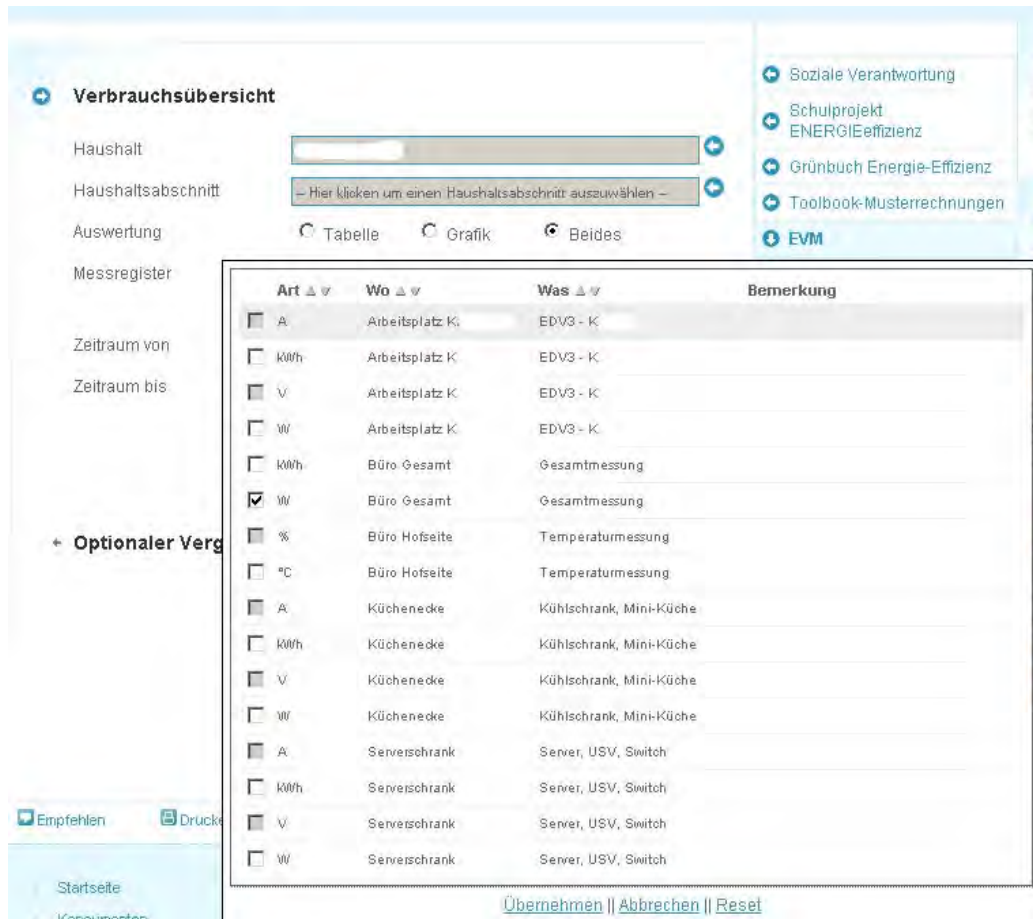 Verbrauchsübersicht
Haushalt
Haushaltsabschnitt -- Hier klicken um einen Haushaltsabschnitt auszuwählen --
Auswertung Tabelle Grafik Beides
Messregister
Zeitraum von
Zeitraum bis
Optionaler Verg
Soziale Verantwortung
Schulprojekt
ENERGIEeffizienz
Grünbuch Energie-Effizienz
Toolbook-Musterrechnungen
EVM
Art Wo Was Bemerkung
A Arbeitsplatz K. EDV3 - K
kWh Arbeitsplatz K EDV3 - K
V Arbeitsplatz K EDV3 - K
W Arbeitsplatz K EDV3 - K
kWh Büro Gesamt Gesamtmessung
W Büro Gesamt Gesamtmessung
% Büro Hofseite Temperaturmessung
°C Büro Hofseite Temperaturmessung
A Küchenecke Kühlschrank, Mini-Küche
kWh Küchenecke Kühlschrank, Mini-Küche
V Küchenecke Kühlschrank, Mini-Küche
W Küchenecke Kühlschrank, Mini-Küche
A Serverschrank Server, USV, Switch
kWh Serverschrank Server, USV, Switch
V Serverschrank Server, USV, Switch
W Serverschrank Server, USV, Switch
Übernehmen || Abbrechen || Reset
Empfehlen Drucke
Startseite
Konsumenten